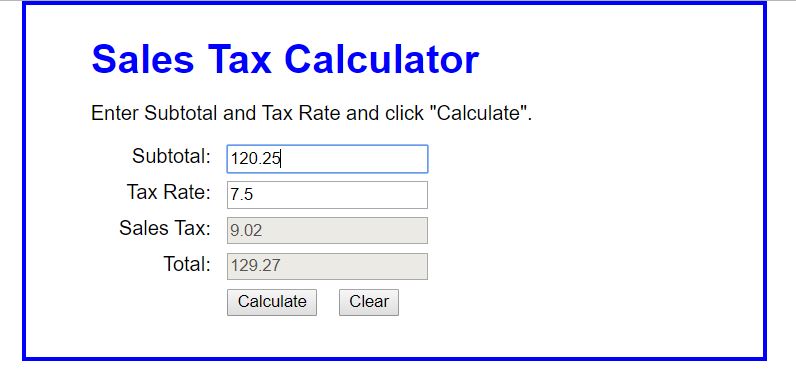 Sales Tax Calculator
Enter Subtotal and Tax Rate and click "Calculate".
Subtotal: 120.25
Tax Rate: 7.5
Sales Tax: 9.02
Total: 129.27
Calculate Clear